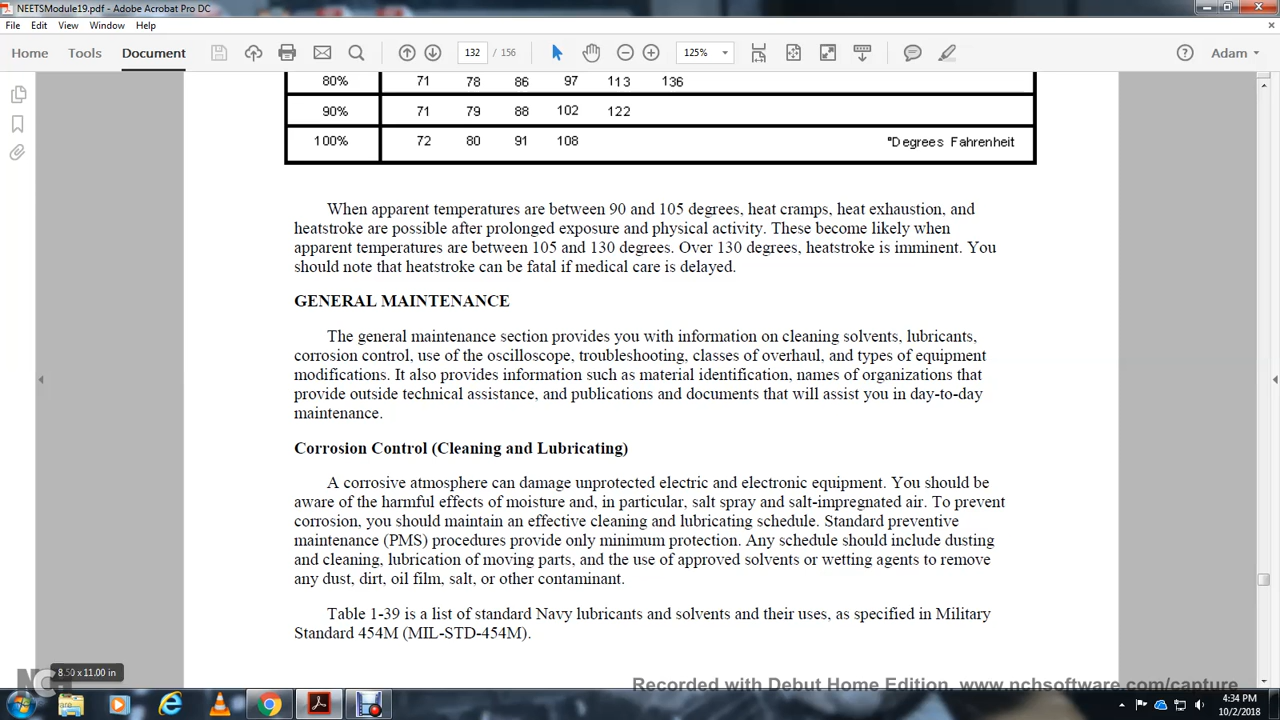 NEETSModule19.pdf - Adobe Acrobat Pro DC
File Edit View Window Help
Home Tools Document 132 / 156 125% Adam
80% 71 78 86 97 113 136
90% 71 79 88 102 122
100% 72 80 91 108 °Degrees Fahrenheit
When apparent temperatures are between 90 and 105 degrees, heat cramps, heat exhaustion, and
heatstroke are possible after prolonged exposure and physical activity. These become likely when
apparent temperatures are between 105 and 130 degrees. Over 130 degrees, heatstroke is imminent. You
should note that heatstroke can be fatal if medical care is delayed.
GENERAL MAINTENANCE
The general maintenance section provides you with information on cleaning solvents, lubricants,
corrosion control, use of the oscilloscope, troubleshooting, classes of overhaul, and types of equipment
modifications. It also provides information such as material identification, names of organizations that
provide outside technical assistance, and publications and documents that will assist you in day-to-day
maintenance.
Corrosion Control (Cleaning and Lubricating)
A corrosive atmosphere can damage unprotected electric and electronic equipment. You should be
aware of the harmful effects of moisture and, in particular, salt spray and salt-impregnated air. To prevent
corrosion, you should maintain an effective cleaning and lubricating schedule. Standard preventive
maintenance (PMS) procedures provide only minimum protection. Any schedule should include dusting
and cleaning, lubrication of moving parts, and the use of approved solvents or wetting agents to remove
any dust, dirt, oil film, salt, or other contaminant.
Table 1-39 is a list of standard Navy lubricants and solvents and their uses, as specified in Military
Standard 454M (MIL-STD-454M).
8.50 x 11.00 in
NCH
Recorded with Debut Home Edition. www.nchsoftware.com/capture
4:34 PM
10/2/2018